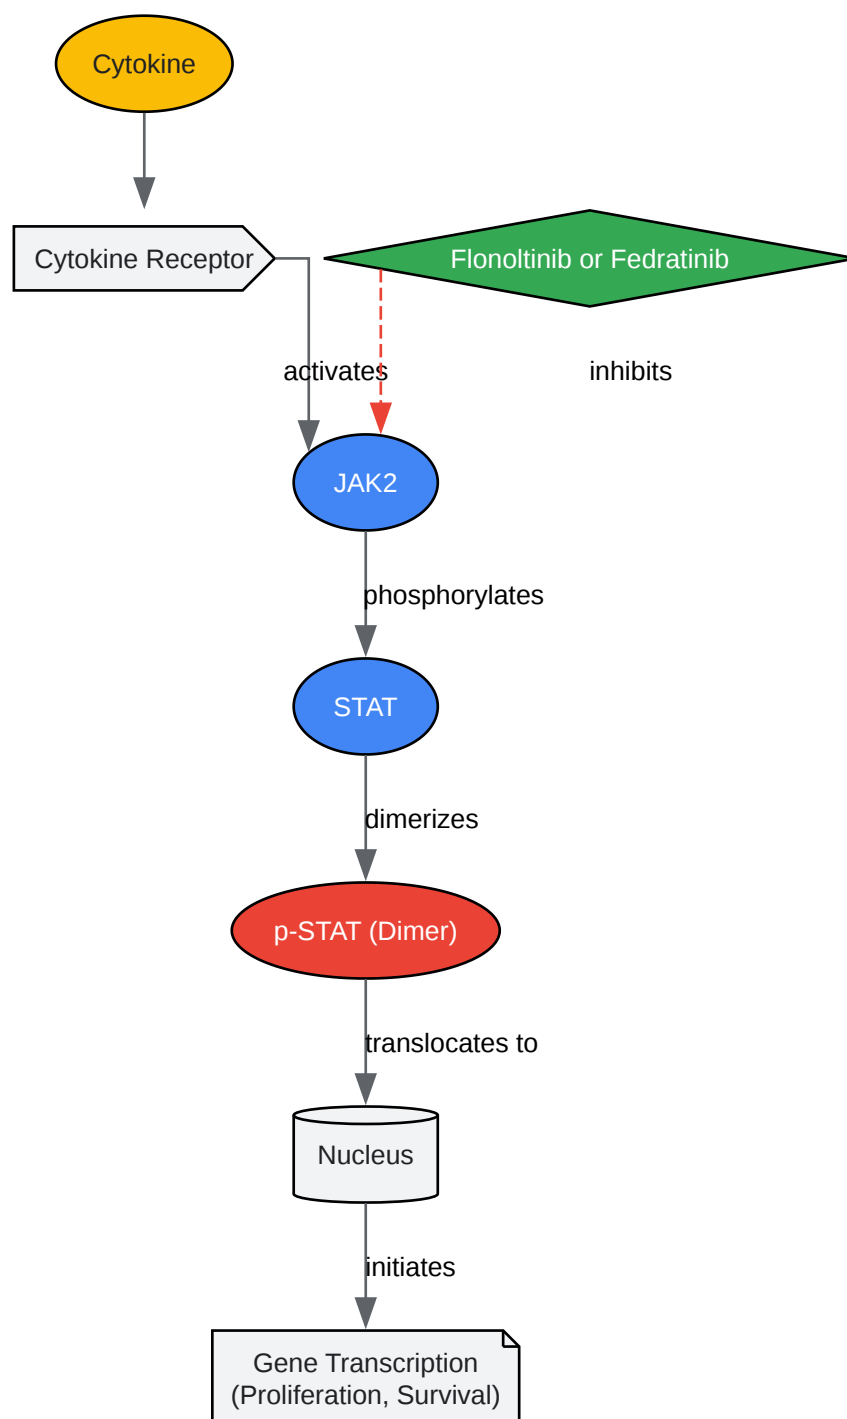 Cytokine
Cytokine Receptor
Flonoltinib or Fedratinib
activates
inhibits
JAK2
phosphorylates
STAT
dimerizes
p-STAT (Dimer)
translocates to
Nucleus
initiates
Gene Transcription
(Proliferation, Survival)